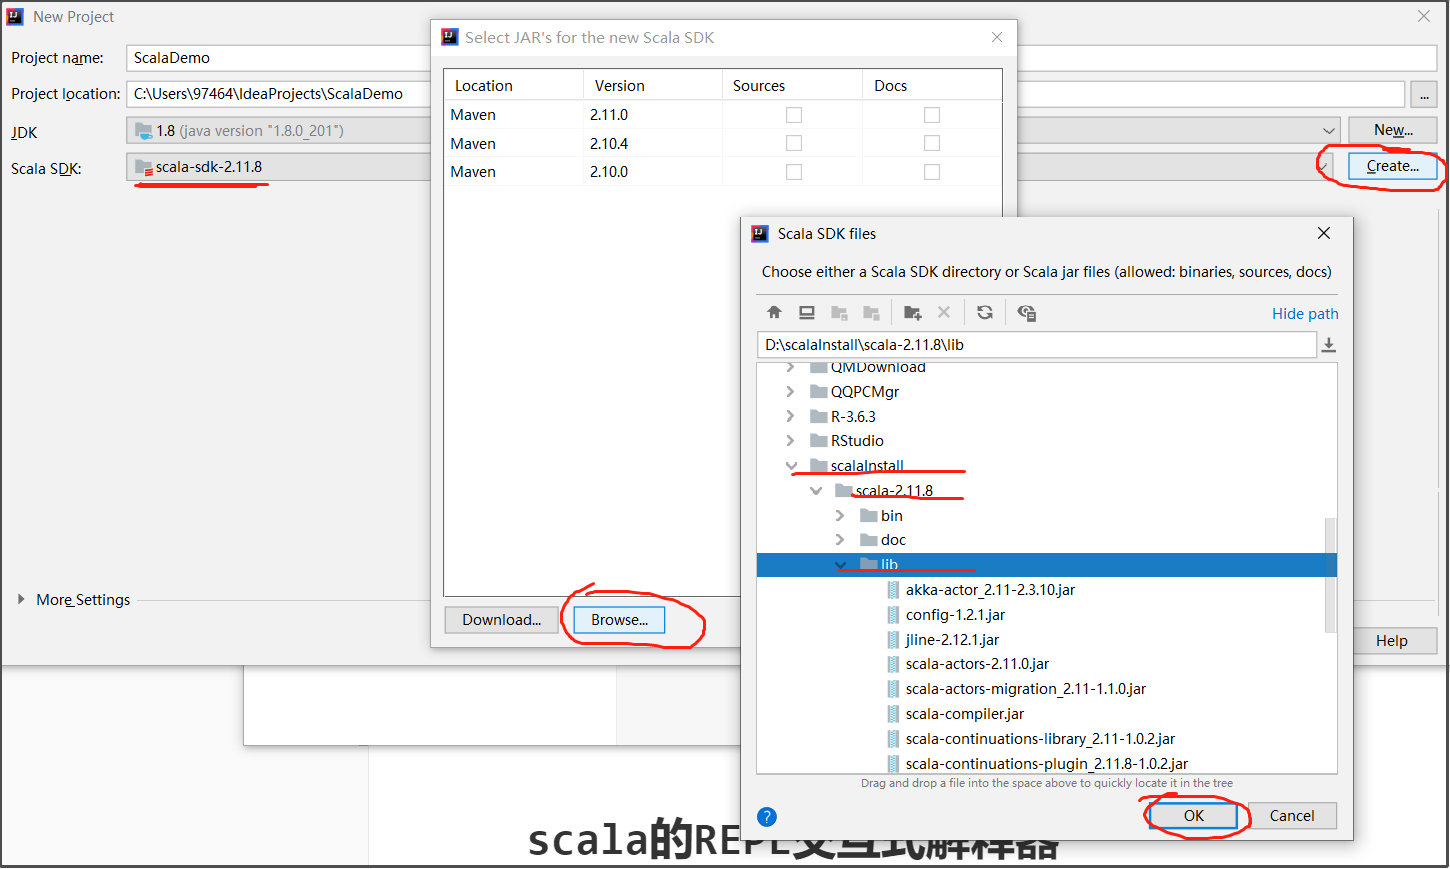 New Project
Project name:
ScalaDemo
Project location:
C:\Users\97464\IdeaProjects\ScalaDemo
...
JDK
1.8 (java version "1.8.0_201")
New...
Scala SDK:
scala-sdk-2.11.8
Create...
More Settings
Help
Select JAR's for the new Scala SDK
Location Version Sources Docs
Maven 2.11.0
Maven 2.10.4
Maven 2.10.0
Download...
Browse...
Scala SDK files
Choose either a Scala SDK directory or Scala jar files (allowed: binaries, sources, docs)
Hide path
D:\scalaInstall\scala-2.11.8\lib
QMDownload
QQPCMgr
R-3.6.3
RStudio
scalaInstall
scala-2.11.8
bin
doc
lib
akka-actor_2.11-2.3.10.jar
config-1.2.1.jar
jline-2.12.1.jar
scala-actors-2.11.0.jar
scala-actors-migration_2.11-1.1.0.jar
scala-compiler.jar
scala-continuations-library_2.11-1.0.2.jar
scala-continuations-plugin_2.11.8-1.0.2.jar
Drag and drop a file into the space above to quickly locate it in the tree
?
OK
Cancel
scala的REPL交互式解释器